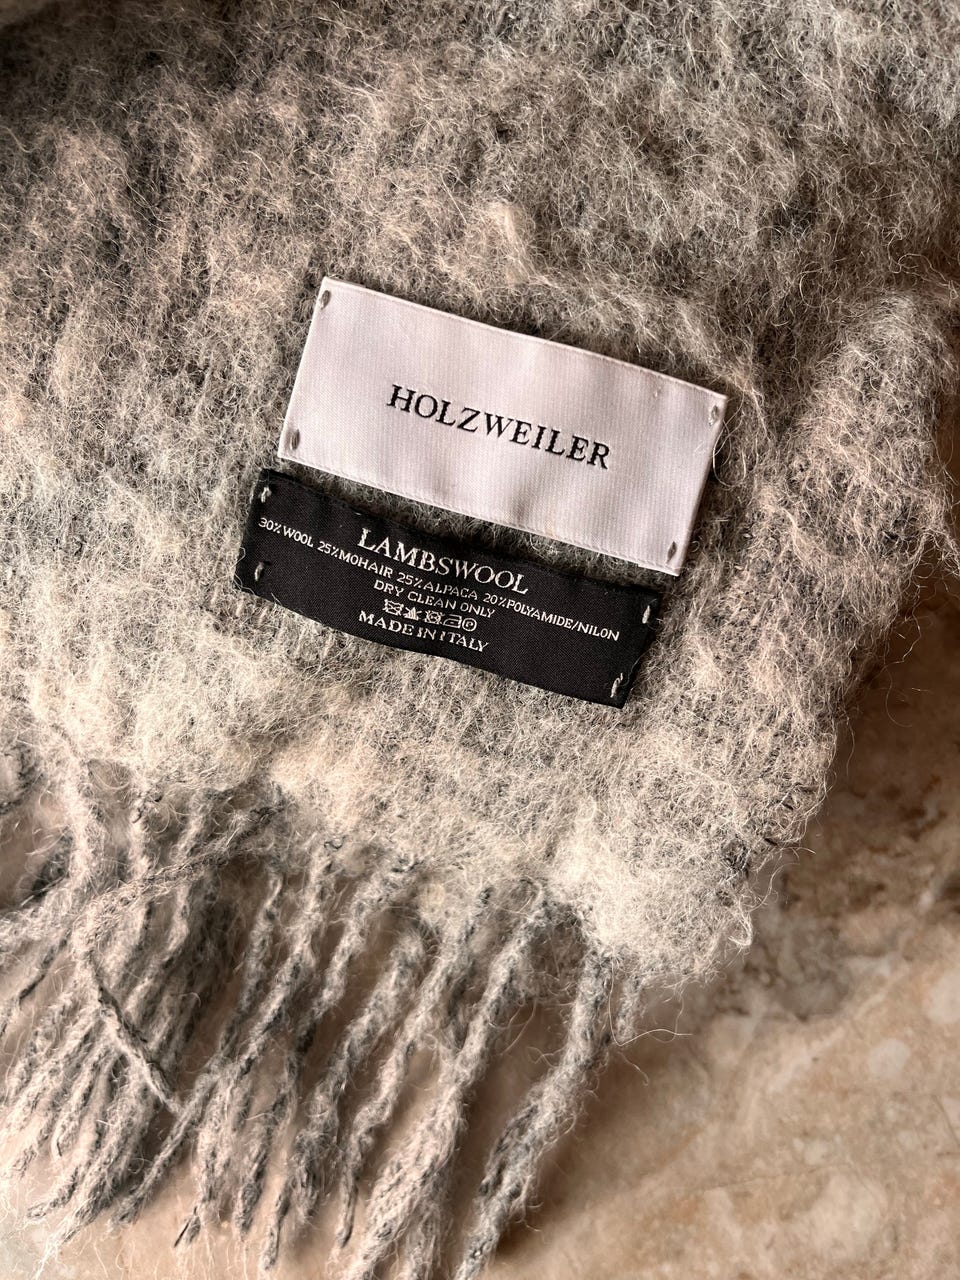 HOLZWEILER
LAMBSWOOL
30% WOOL 25% MOHAIR 25% ALPACA 20% POLYAMIDE/NILON
DRY CLEAN ONLY
MADE IN ITALY